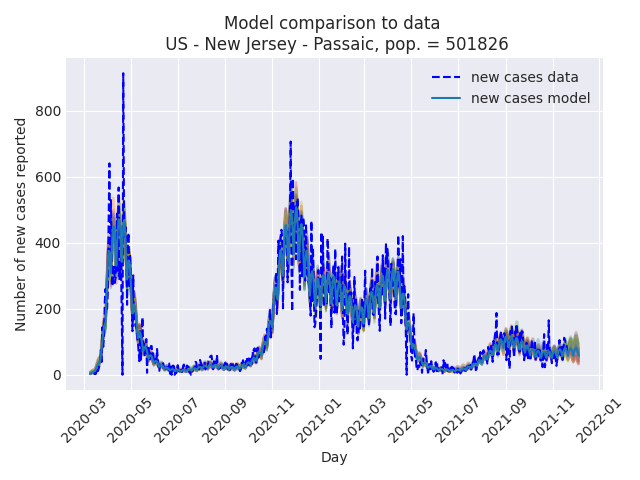 Model comparison to data
US - New Jersey - Passaic, pop. = 501826
new cases data
new cases model
Number of new cases reported
800
600
400
200
0
2020-03
2020-05
2020-07
2020-09
2020-11
2021-01
2021-03
2021-05
2021-07
2021-09
2021-11
2022-01
Day